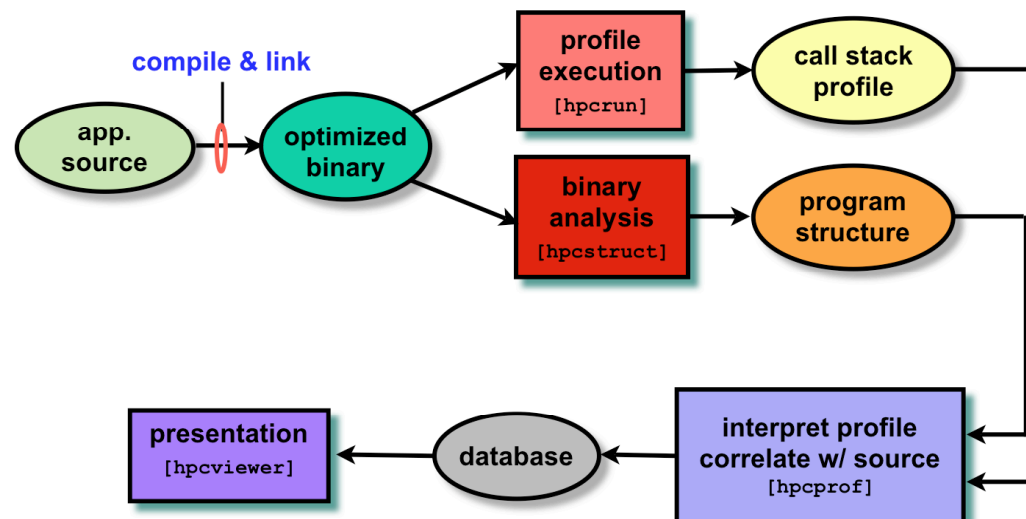 compile & link
app.
source
optimized
binary
profile
execution
[hpcrun]
call stack
profile
binary
analysis
[hpcstruct]
program
structure
presentation
[hpcviewer]
database
interpret profile
correlate w/ source
[hpcprof]